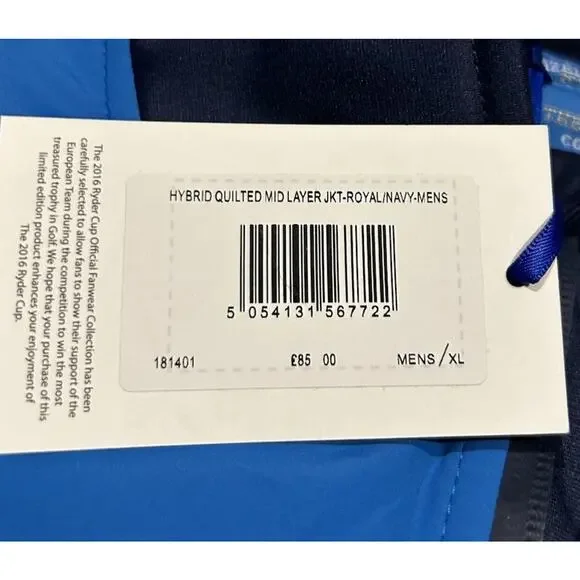 The 2016 Ryder Cup Official Fanwear Collection has been
carefully selected to allow fans to show their support of the
European Team during the competition to win the most
treasured trophy in Golf. We hope that your purchase of this
limited edition product enhances your enjoyment of
The 2016 Ryder Cup.
HYBRID QUILTED MID LAYER JKT-ROYAL/NAVY-MENS
5 054131 567722
181401 £85 00 MENS/XL